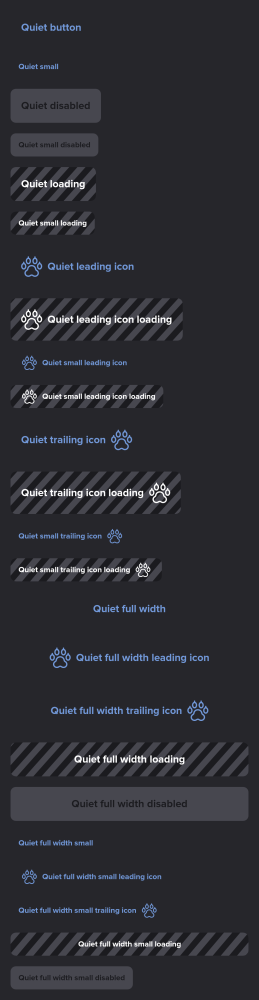 Quiet button
Quiet small
Quiet disabled
Quiet small disabled
Quiet loading
Quiet small loading
Quiet leading icon
Quiet leading icon loading
Quiet small leading icon
Quiet small leading icon loading
Quiet trailing icon
Quiet trailing icon loading
Quiet small trailing icon
Quiet small trailing icon loading
Quiet full width
Quiet full width leading icon
Quiet full width trailing icon
Quiet full width loading
Quiet full width disabled
Quiet full width small
Quiet full width small leading icon
Quiet full width small trailing icon
Quiet full width small loading
Quiet full width small disabled